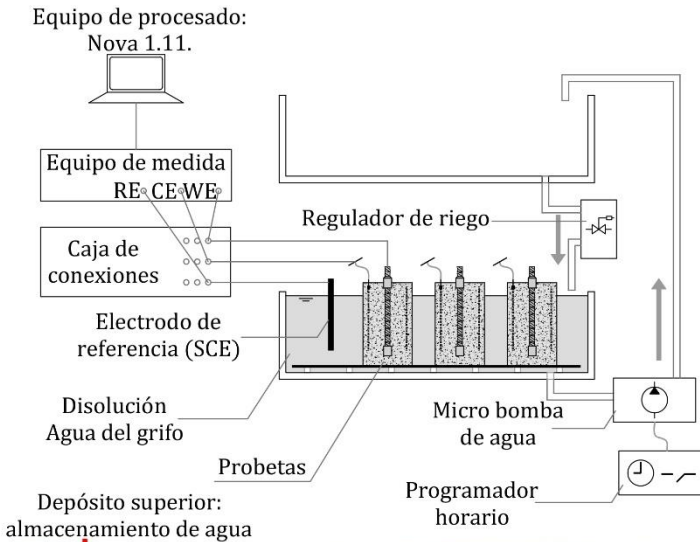 Equipo de procesado:
Nova 1.11.
Equipo de medida
RE CE WE
Caja de
conexiones
Regulador de riego
Electrodo de
referencia (SCE)
Disolución
Agua del grifo
Micro bomba
de agua
Probetas
Programador
horario
Depósito superior:
almacenamiento de agua